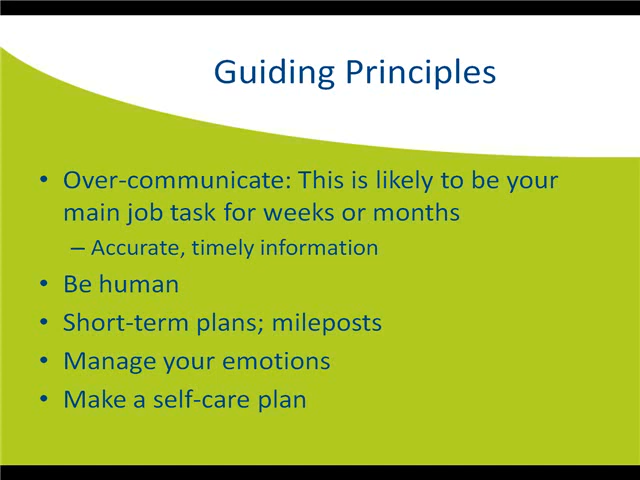 Guiding Principles
• Over-communicate: This is likely to be your
main job task for weeks or months
– Accurate, timely information
• Be human
• Short-term plans; mileposts
• Manage your emotions
• Make a self-care plan